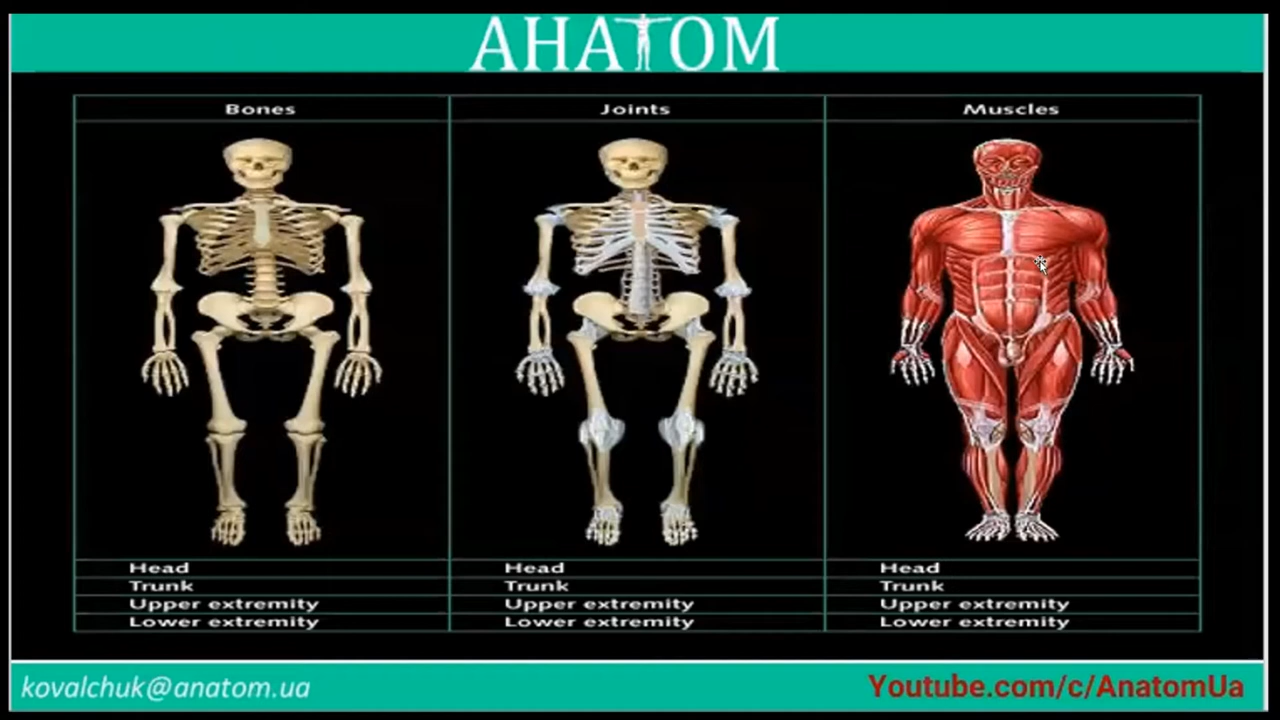 АНАТОМ
Bones Joints Muscles
Head Head Head
Trunk Trunk Trunk
Upper extremity Upper extremity Upper extremity
Lower extremity Lower extremity Lower extremity
kovalchuk@anatom.ua Youtube.com/c/AnatomUa